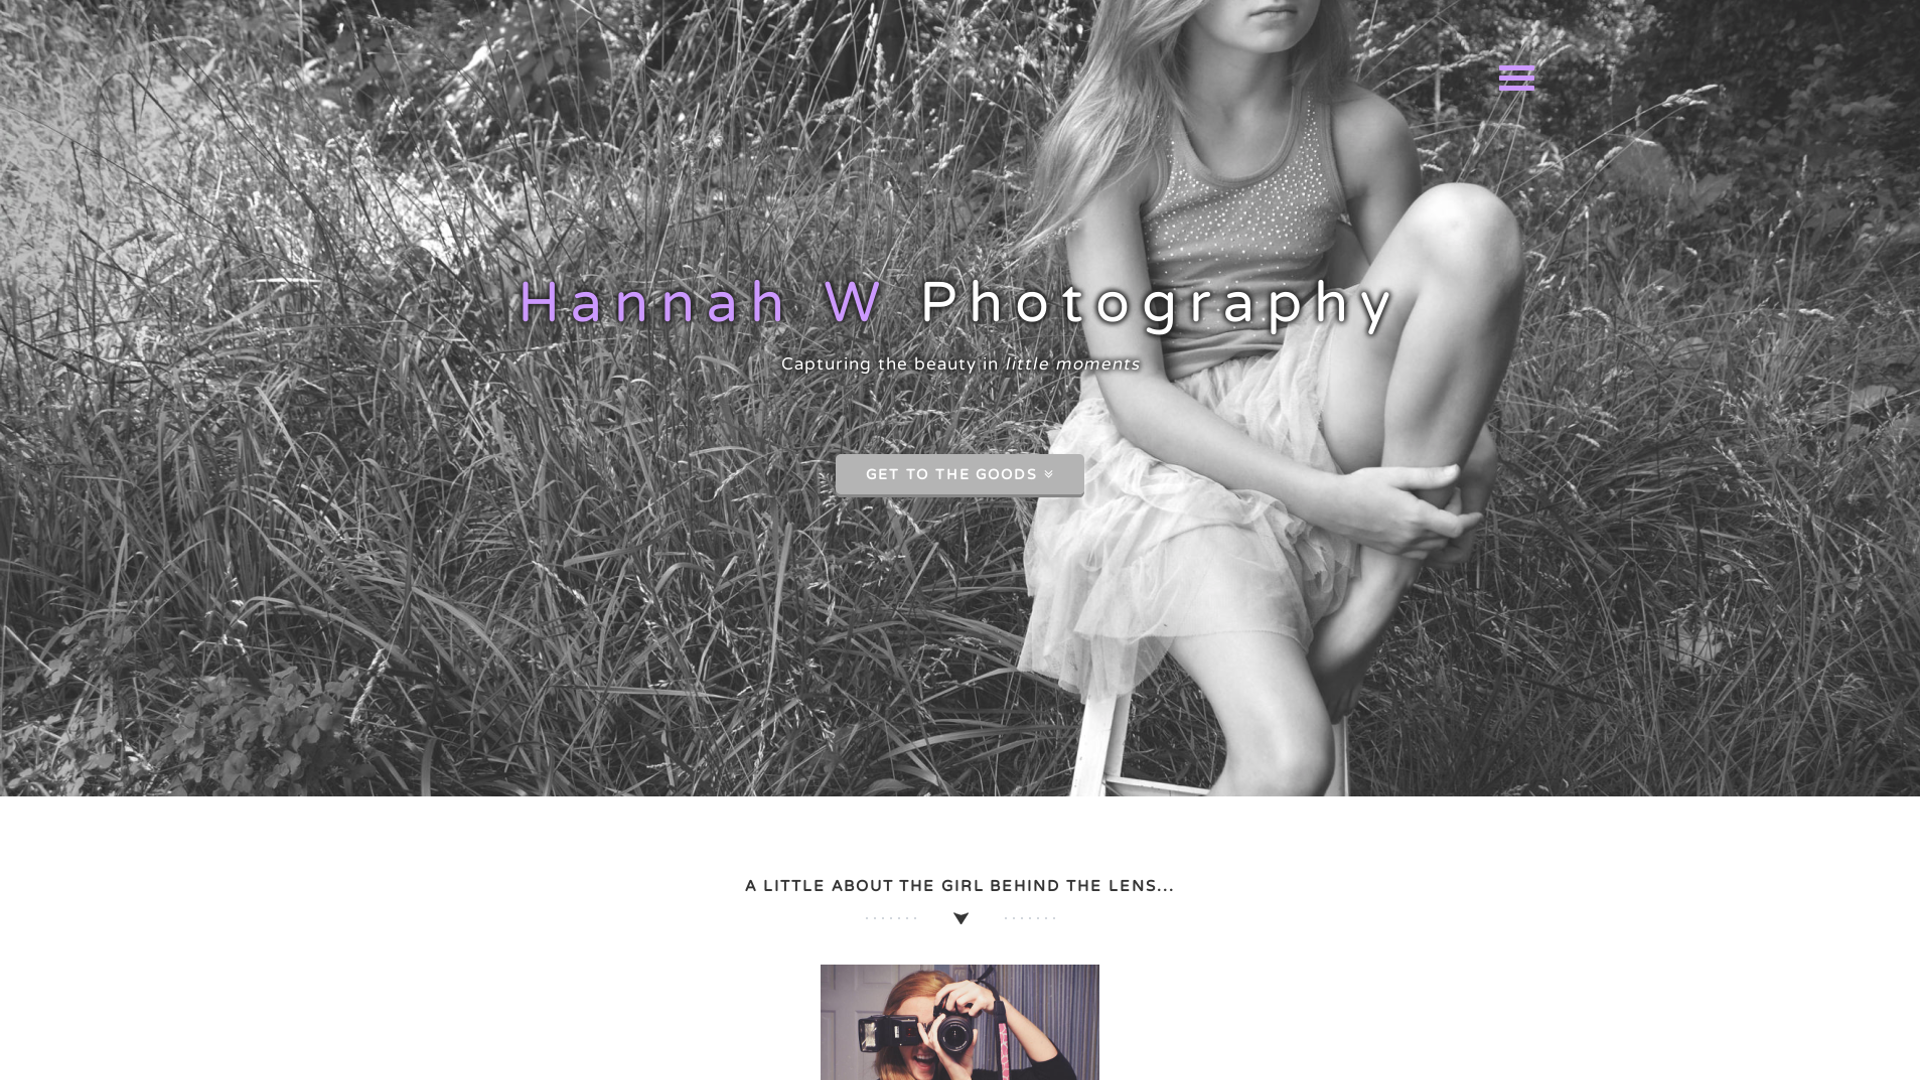 Hannah W Photography
Capturing the beauty in little moments
GET TO THE GOODS
A LITTLE ABOUT THE GIRL BEHIND THE LENS...